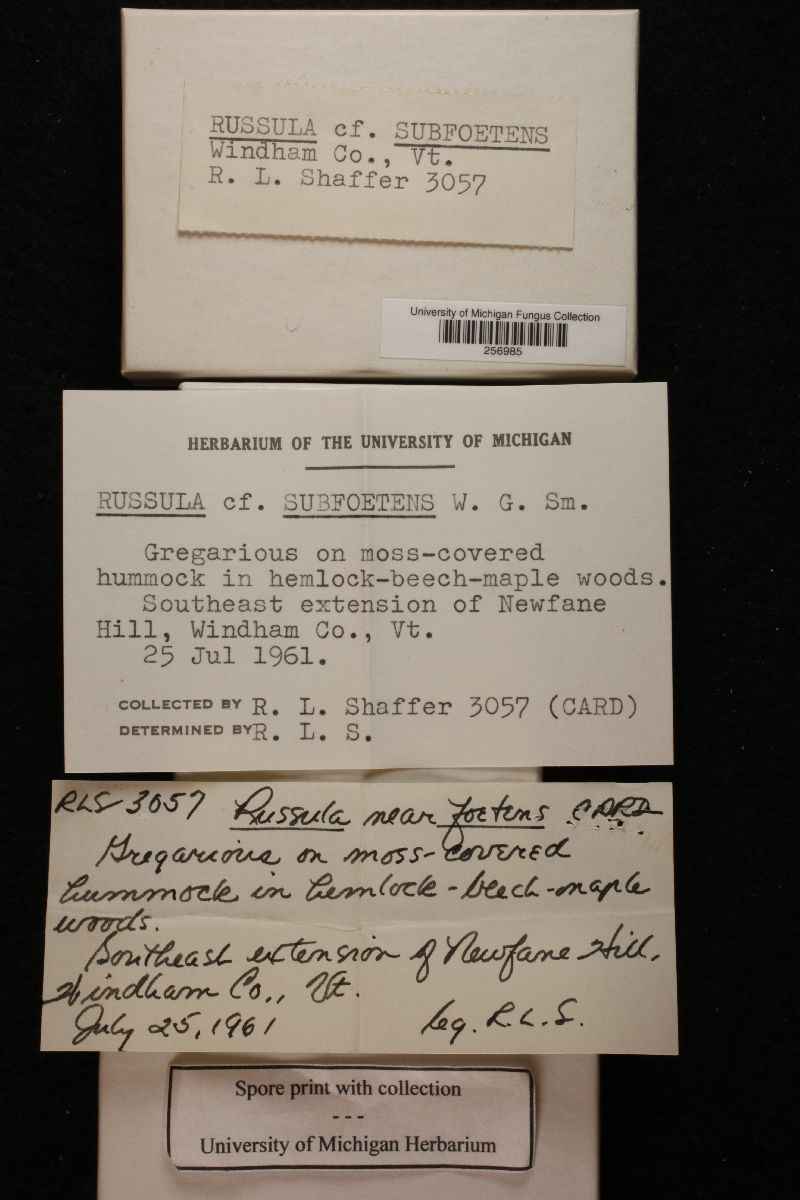 RUSSULA cf. SUBFOETENS
Windham Co., Vt.
R. L. Shaffer 3057
University of Michigan Fungus Collection
256985
HERBARIUM OF THE UNIVERSITY OF MICHIGAN
RUSSULA cf. SUBFOETENS W. G. Sm.
Gregarious on moss-covered
hummock in hemlock-beech-maple woods.
Southeast extension of Newfane
Hill, Windham Co., Vt.
25 Jul 1961.
COLLECTED BY R. L. Shaffer 3057 (CARD)
DETERMINED BY R. L. S.
RLS 3057 Russula near foetens CARD
Gregarious on moss-covered
hummock in hemlock-beech-maple
woods.
Southeast extension of Newfane Hill,
Windham Co., Vt.
July 25, 1961 leg. R.L.S.
Spore print with collection
---
University of Michigan Herbarium